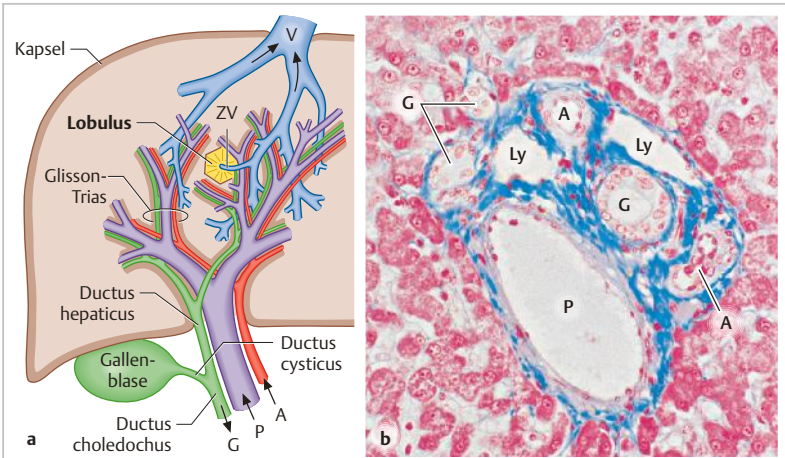 Kapsel
V
Lobulus
ZV
Glisson-
Trias
Ductus
hepaticus
Gallen-
blase
Ductus
cysticus
Ductus
choledochus
G
P
A
a
G
A
Ly
Ly
G
P
A
b